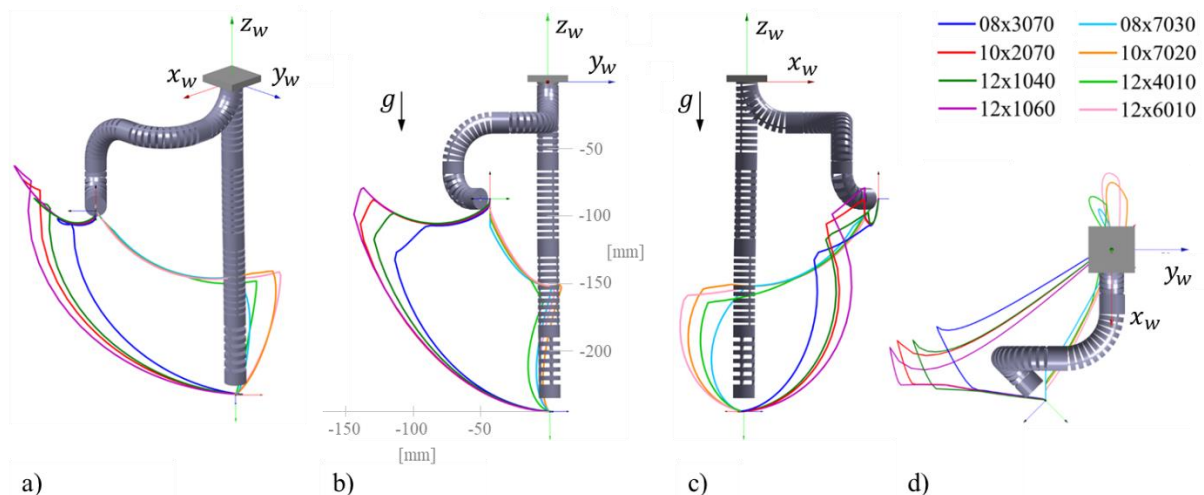 z_w
x_w
y_w
a)
z_w
y_w
g
-50
-100
[mm]
-150
-200
-150
-100
-50
[mm]
b)
z_w
x_w
g
c)
08x3070
08x7030
10x2070
10x7020
12x1040
12x4010
12x1060
12x6010
y_w
x_w
d)